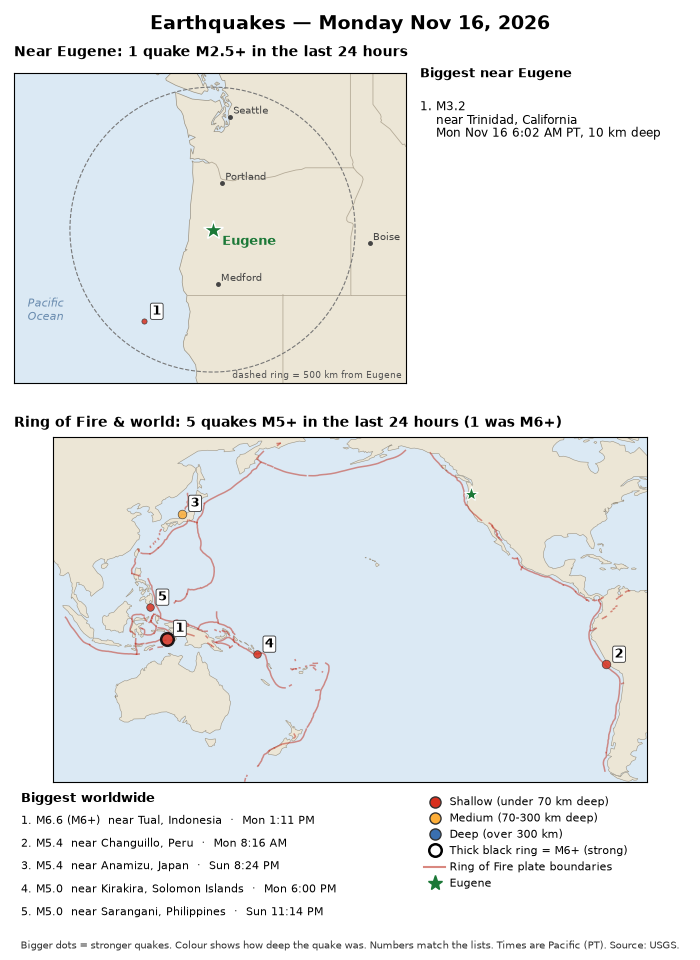 Earthquakes — Monday Nov 16, 2026
Near Eugene: 1 quake M2.5+ in the last 24 hours
Seattle
Portland
Eugene
Boise
Medford
Pacific
Ocean
1
dashed ring = 500 km from Eugene
Biggest near Eugene
1. M3.2
near Trinidad, California
Mon Nov 16 6:02 AM PT, 10 km deep
Ring of Fire & world: 5 quakes M5+ in the last 24 hours (1 was M6+)
3
5
1
4
2
Biggest worldwide
1. M6.6 (M6+) near Tual, Indonesia · Mon 1:11 PM
2. M5.4 near Changuillo, Peru · Mon 8:16 AM
3. M5.4 near Anamizu, Japan · Sun 8:24 PM
4. M5.0 near Kirakira, Solomon Islands · Mon 6:00 PM
5. M5.0 near Sarangani, Philippines · Sun 11:14 PM
Shallow (under 70 km deep)
Medium (70-300 km deep)
Deep (over 300 km)
Thick black ring = M6+ (strong)
Ring of Fire plate boundaries
Eugene
Bigger dots = stronger quakes. Colour shows how deep the quake was. Numbers match the lists. Times are Pacific (PT). Source: USGS.